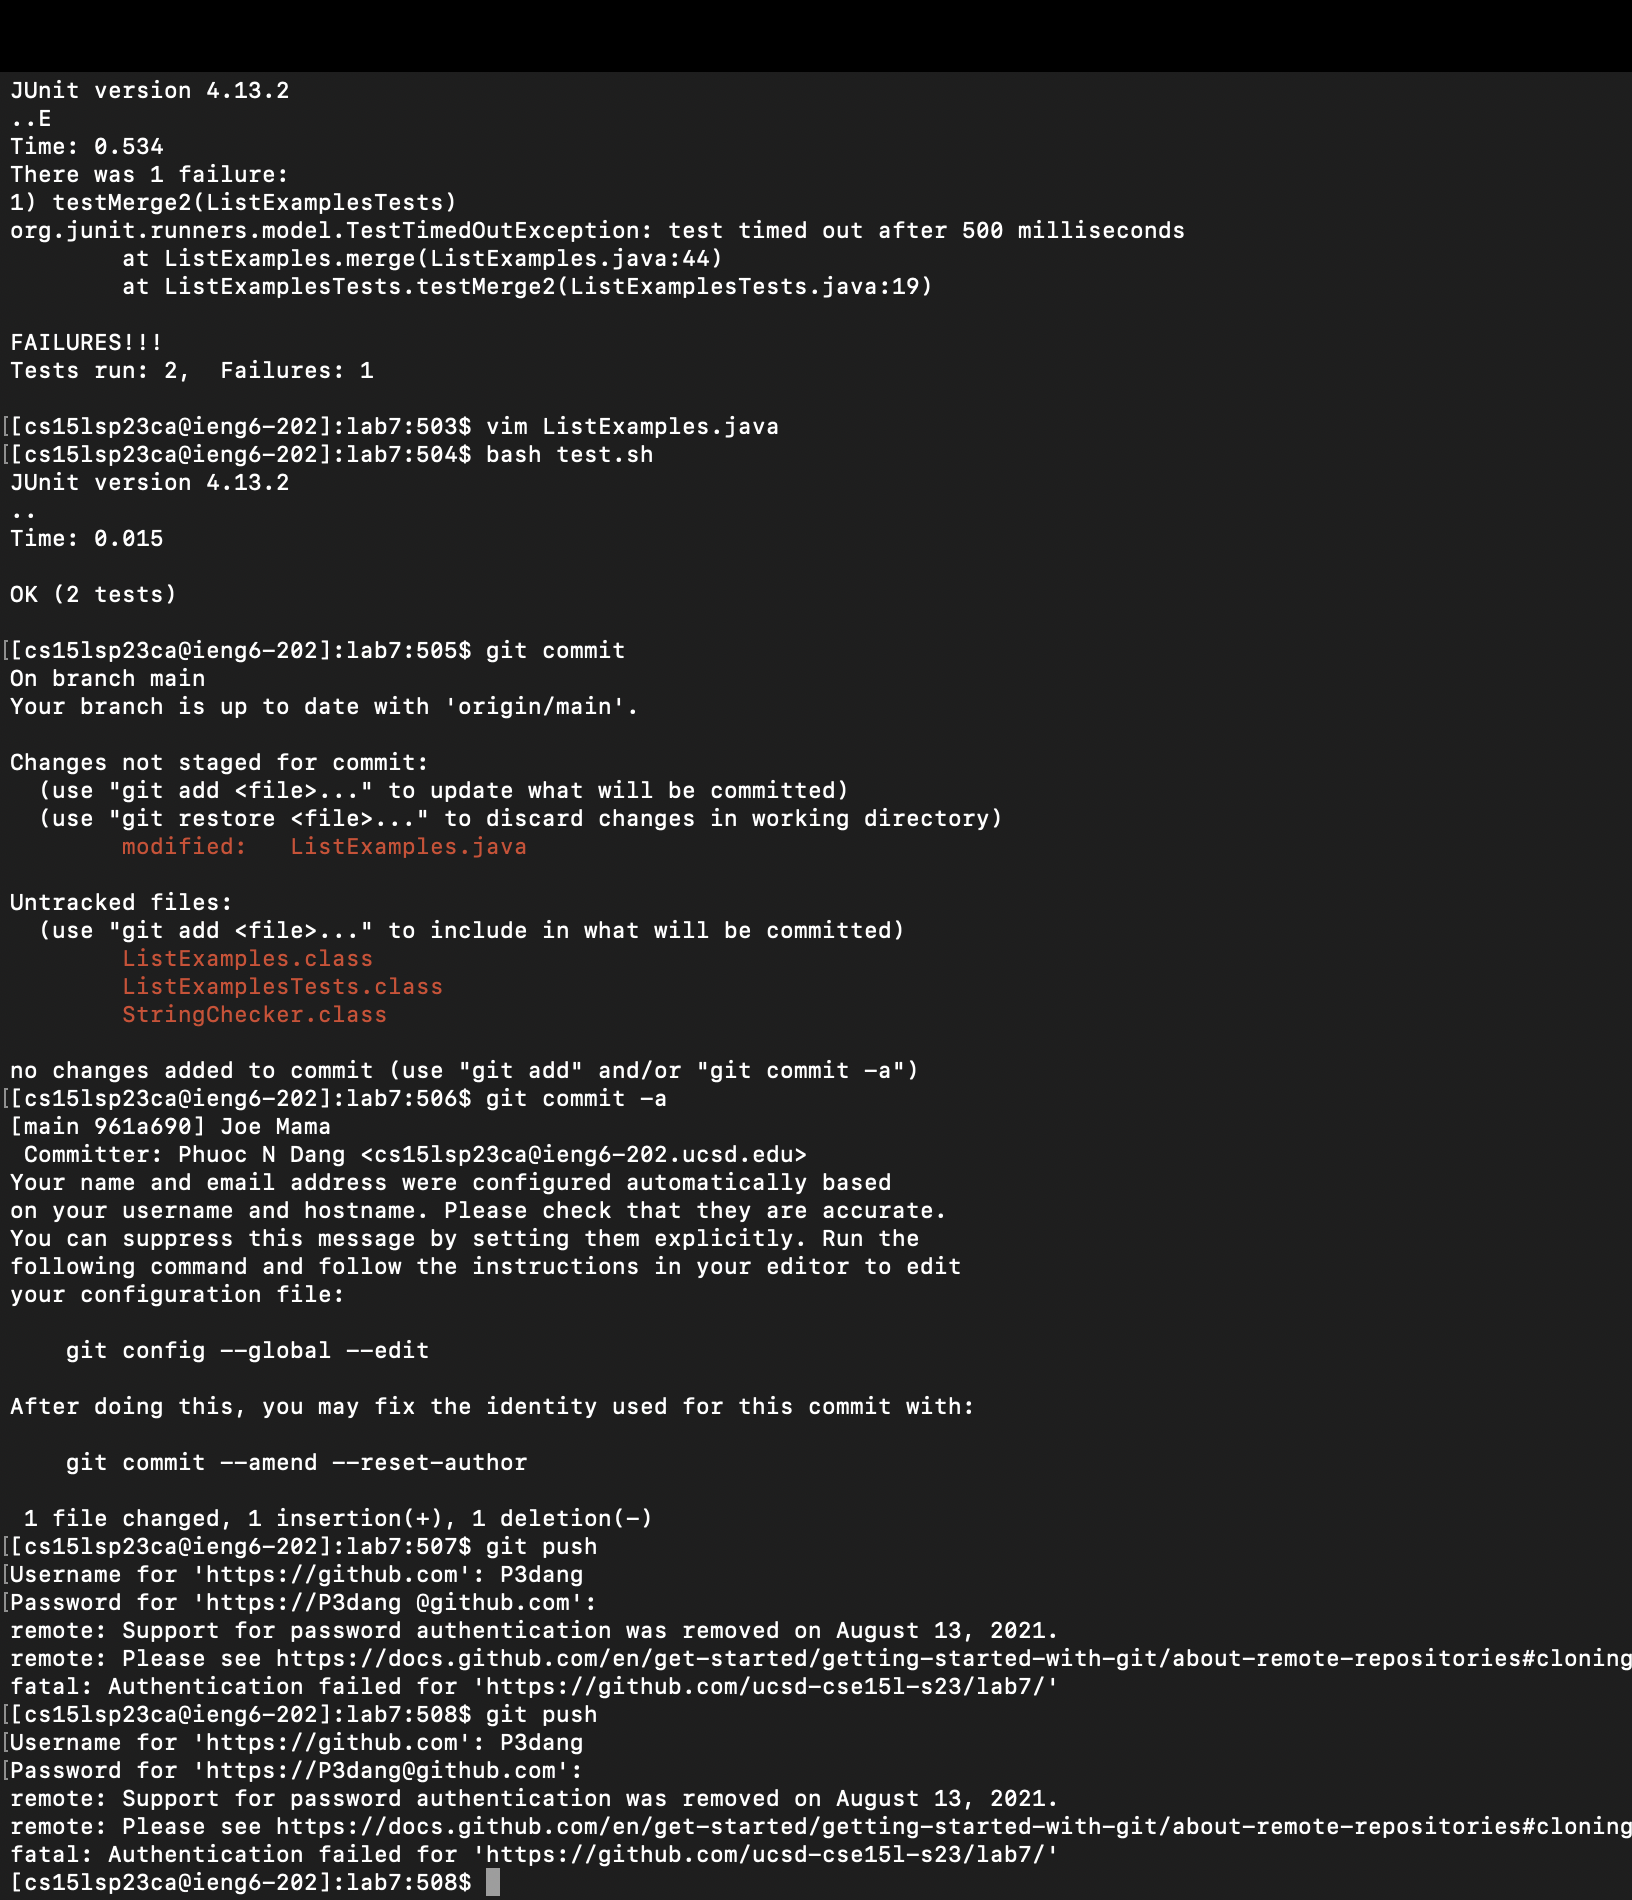 JUnit version 4.13.2
..E
Time: 0.534
There was 1 failure:
1) testMerge2(ListExamplesTests)
org.junit.runners.model.TestTimedOutException: test timed out after 500 milliseconds
        at ListExamples.merge(ListExamples.java:44)
        at ListExamplesTests.testMerge2(ListExamplesTests.java:19)

FAILURES!!!
Tests run: 2,  Failures: 1

[[cs15lsp23ca@ieng6-202]:lab7:503$ vim ListExamples.java
[[cs15lsp23ca@ieng6-202]:lab7:504$ bash test.sh
JUnit version 4.13.2
..
Time: 0.015

OK (2 tests)

[[cs15lsp23ca@ieng6-202]:lab7:505$ git commit
On branch main
Your branch is up to date with 'origin/main'.

Changes not staged for commit:
  (use "git add <file>..." to update what will be committed)
  (use "git restore <file>..." to discard changes in working directory)
        modified:   ListExamples.java

Untracked files:
  (use "git add <file>..." to include in what will be committed)
        ListExamples.class
        ListExamplesTests.class
        StringChecker.class

no changes added to commit (use "git add" and/or "git commit -a")
[[cs15lsp23ca@ieng6-202]:lab7:506$ git commit -a
[main 961a690] Joe Mama
 Committer: Phuoc N Dang <cs15lsp23ca@ieng6-202.ucsd.edu>
Your name and email address were configured automatically based
on your username and hostname. Please check that they are accurate.
You can suppress this message by setting them explicitly. Run the
following command and follow the instructions in your editor to edit
your configuration file:

    git config --global --edit

After doing this, you may fix the identity used for this commit with:

    git commit --amend --reset-author

 1 file changed, 1 insertion(+), 1 deletion(-)
[[cs15lsp23ca@ieng6-202]:lab7:507$ git push
[Username for 'https://github.com': P3dang
[Password for 'https://P3dang @github.com':
remote: Support for password authentication was removed on August 13, 2021.
remote: Please see https://docs.github.com/en/get-started/getting-started-with-git/about-remote-repositories#cloning
fatal: Authentication failed for 'https://github.com/ucsd-cse15l-s23/lab7/'
[[cs15lsp23ca@ieng6-202]:lab7:508$ git push
[Username for 'https://github.com': P3dang
[Password for 'https://P3dang@github.com':
remote: Support for password authentication was removed on August 13, 2021.
remote: Please see https://docs.github.com/en/get-started/getting-started-with-git/about-remote-repositories#cloning
fatal: Authentication failed for 'https://github.com/ucsd-cse15l-s23/lab7/'
[cs15lsp23ca@ieng6-202]:lab7:508$